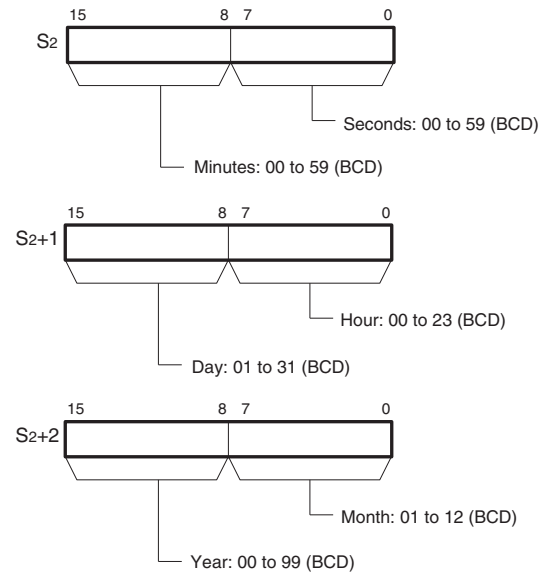 15 8 7 0
S2
Seconds: 00 to 59 (BCD)
Minutes: 00 to 59 (BCD)
15 8 7 0
S2+1
Hour: 00 to 23 (BCD)
Day: 01 to 31 (BCD)
15 8 7 0
S2+2
Month: 01 to 12 (BCD)
Year: 00 to 99 (BCD)